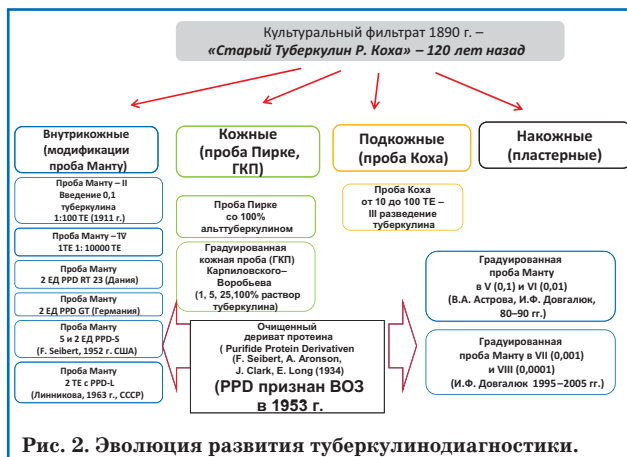 Культуральный фильтрат 1890 г. –
«Старый Туберкулин Р. Коха» – 120 лет назад
Внутрикожные
(модификации
проба Манту)
Проба Манту – II
Введение 0,1
туберкулина
1:100 ТЕ (1911 г.)
Проба Манту – TV
1ТЕ 1: 10000 ТЕ
Проба Манту
2 ЕД PPD RT 23 (Дания)
Проба Манту
2 ЕД PPD GT (Германия)
Проба Манту
5 и 2 ЕД PPD-S
(F. Seibert, 1952 г. США)
Проба Манту
2 ТЕ с PPD-L
(Линникова, 1963 г., СССР)
Кожные
(проба Пирке,
ГКП)
Проба Пирке
со 100%
альттуберкулином
Градуированная
кожная проба (ГКП)
Карпиловского–
Воробьева
(1, 5, 25,100% раствор
туберкулина)
Очищенный
дериват протеина
( Purifide Protein Derivativen
(F. Seibert, A. Aronson,
J. Clark, E. Long (1934)
(PPD признан ВОЗ
в 1953 г.
Подкожные
(проба Коха)
Проба Коха
от 10 до 100 ТЕ –
III разведение
туберкулина
Накожные
(пластерные)
Градуированная
проба Манту
в V (0,1) и VI (0,01)
(В.А. Астрова, И.Ф. Довгалюк,
80–90 гг.)
Градуированная
проба Манту в VII (0,001)
и VIII (0,0001)
(И.Ф. Довгалюк 1995–2005 гг.)
Рис. 2. Эволюция развития туберкулинодиагностики.